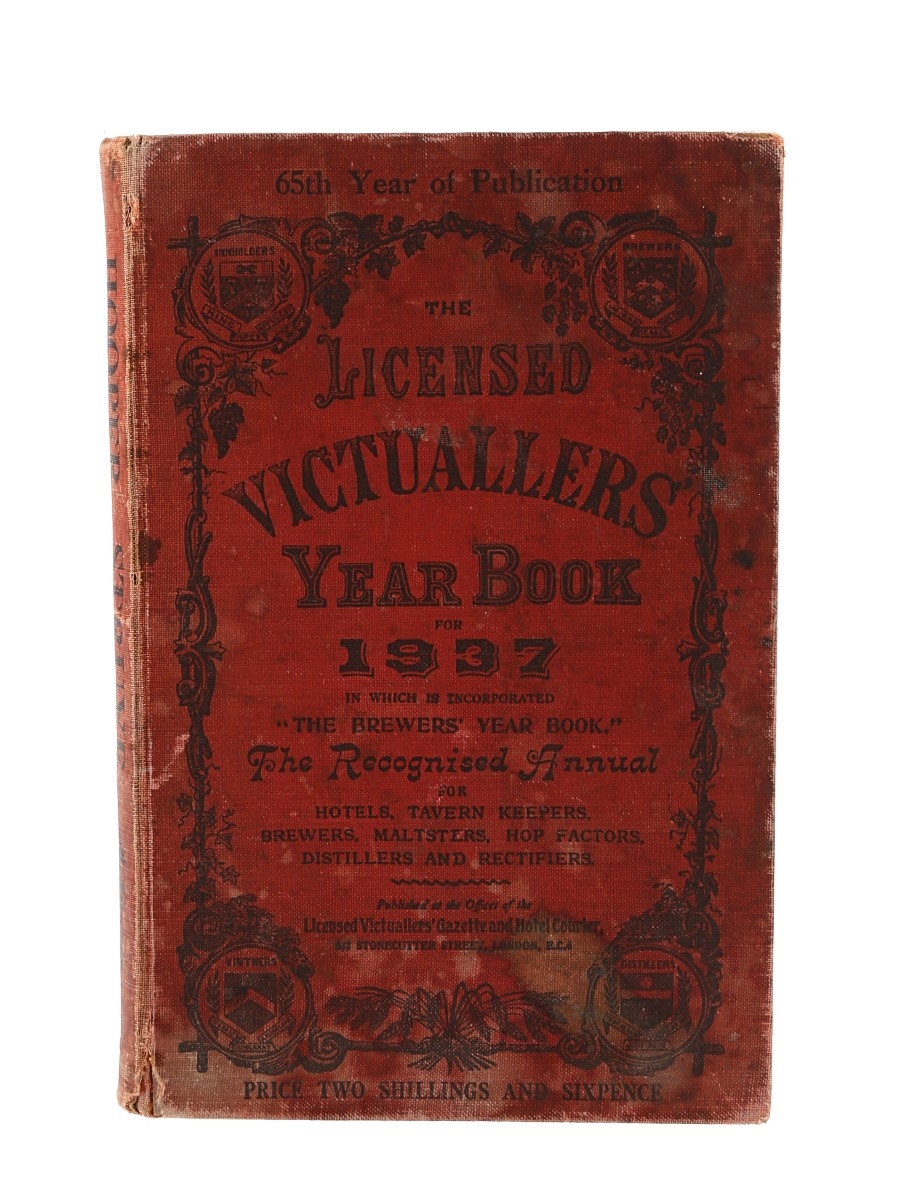 65th Year of Publication
INNHOLDERS
BREWERS
THE
LICENSED
VICTUALLERS'
YEAR BOOK
FOR
1937
IN WHICH IS INCORPORATED
"THE BREWERS' YEAR BOOK."
The Recognised Annual
FOR
HOTELS, TAVERN KEEPERS,
BREWERS, MALTSTERS, HOP FACTORS,
DISTILLERS AND RECTIFIERS.
Published at the Offices of the
Licensed Victuallers' Gazette and Hotel Courier,
STONECUTTER STREET, LONDON, E.C.4
VINTNERS
DISTILLERS
PRICE TWO SHILLINGS AND SIXPENCE
HOOPER STRUVE